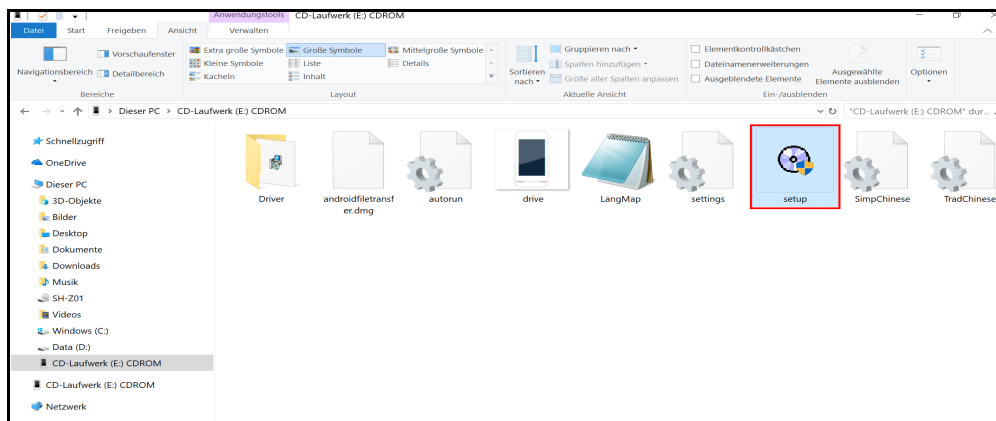 Anwendungstools CD-Laufwerk (E:) CDROM
Datei Start Freigeben Ansicht Verwalten
Navigationsbereich
Vorschaufenster
Detailbereich
Bereiche
Extra große Symbole Große Symbole Mittelgroße Symbole
Kleine Symbole Liste Details
Kacheln Inhalt
Layout
Sortieren
nach
Gruppieren nach
Spalten hinzufügen
Größe aller Spalten anpassen
Aktuelle Ansicht
Elementkontrollkästchen
Dateinamenerweiterungen
Ausgeblendete Elemente
Ausgewählte
Elemente ausblenden
Ein-/ausblenden
Optionen
Dieser PC > CD-Laufwerk (E:) CDROM
"CD-Laufwerk (E:) CDROM" dur...
Schnellzugriff
OneDrive
Dieser PC
3D-Objekte
Bilder
Desktop
Dokumente
Downloads
Musik
SH-Z01
Videos
Windows (C:)
Data (D:)
CD-Laufwerk (E:) CDROM
CD-Laufwerk (E:) CDROM
Netzwerk
Driver
androidfiletransf
er.dmg
autorun
drive
LangMap
settings
setup
SimpChinese
TradChinese